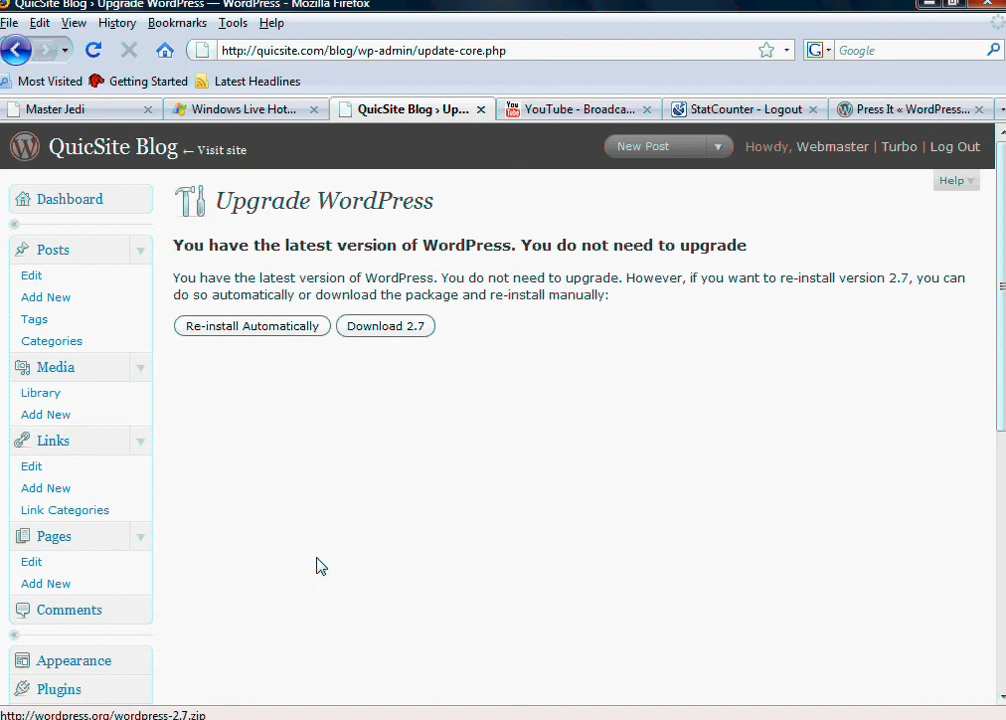 QuicSite Blog › Upgrade WordPress — WordPress - Mozilla Firefox
File Edit View History Bookmarks Tools Help
http://quicsite.com/blog/wp-admin/update-core.php
G Google
Most Visited Getting Started Latest Headlines
Master Jedi
Windows Live Hot...
QuicSite Blog › Up...
You Tube
YouTube - Broadca...
StatCounter - Logout
Press It « WordPress...
QuicSite Blog ← Visit site
New Post
Howdy, Webmaster | Turbo | Log Out
Help
Dashboard
Posts
Edit
Add New
Tags
Categories
Media
Library
Add New
Links
Edit
Add New
Link Categories
Pages
Edit
Add New
Comments
Appearance
Plugins
Upgrade WordPress
You have the latest version of WordPress. You do not need to upgrade
You have the latest version of WordPress. You do not need to upgrade. However, if you want to re-install version 2.7, you can
do so automatically or download the package and re-install manually:
Re-install Automatically
Download 2.7
http://wordpress.org/wordpress-2.7.zip